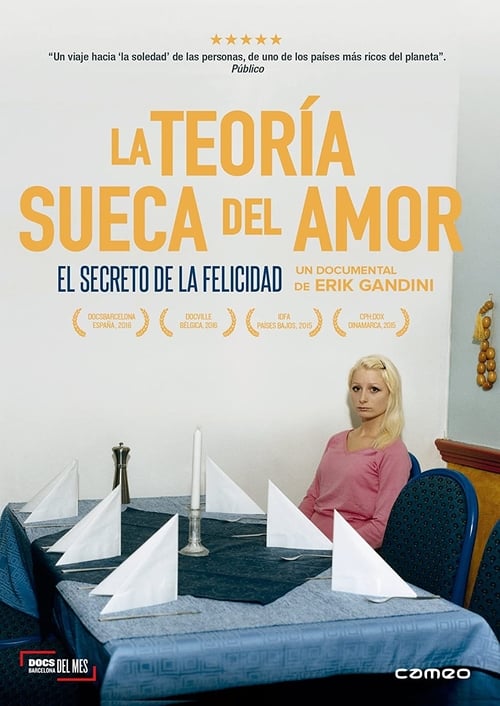 “Un viaje hacia ‘la soledad’ de las personas, de uno de los países más ricos del planeta”.
Público
LA TEORÍA
SUECA DEL AMOR
EL SECRETO DE LA FELICIDAD
UN DOCUMENTAL
DE ERIK GANDINI
DOCSBARCELONA
ESPAÑA, 2016
DOCVILLE
BÉLGICA, 2016
IDFA
PAÍSES BAJOS, 2015
CPH:DOX
DINAMARCA, 2015
DOCS
BARCELONA
DEL MES
cameo